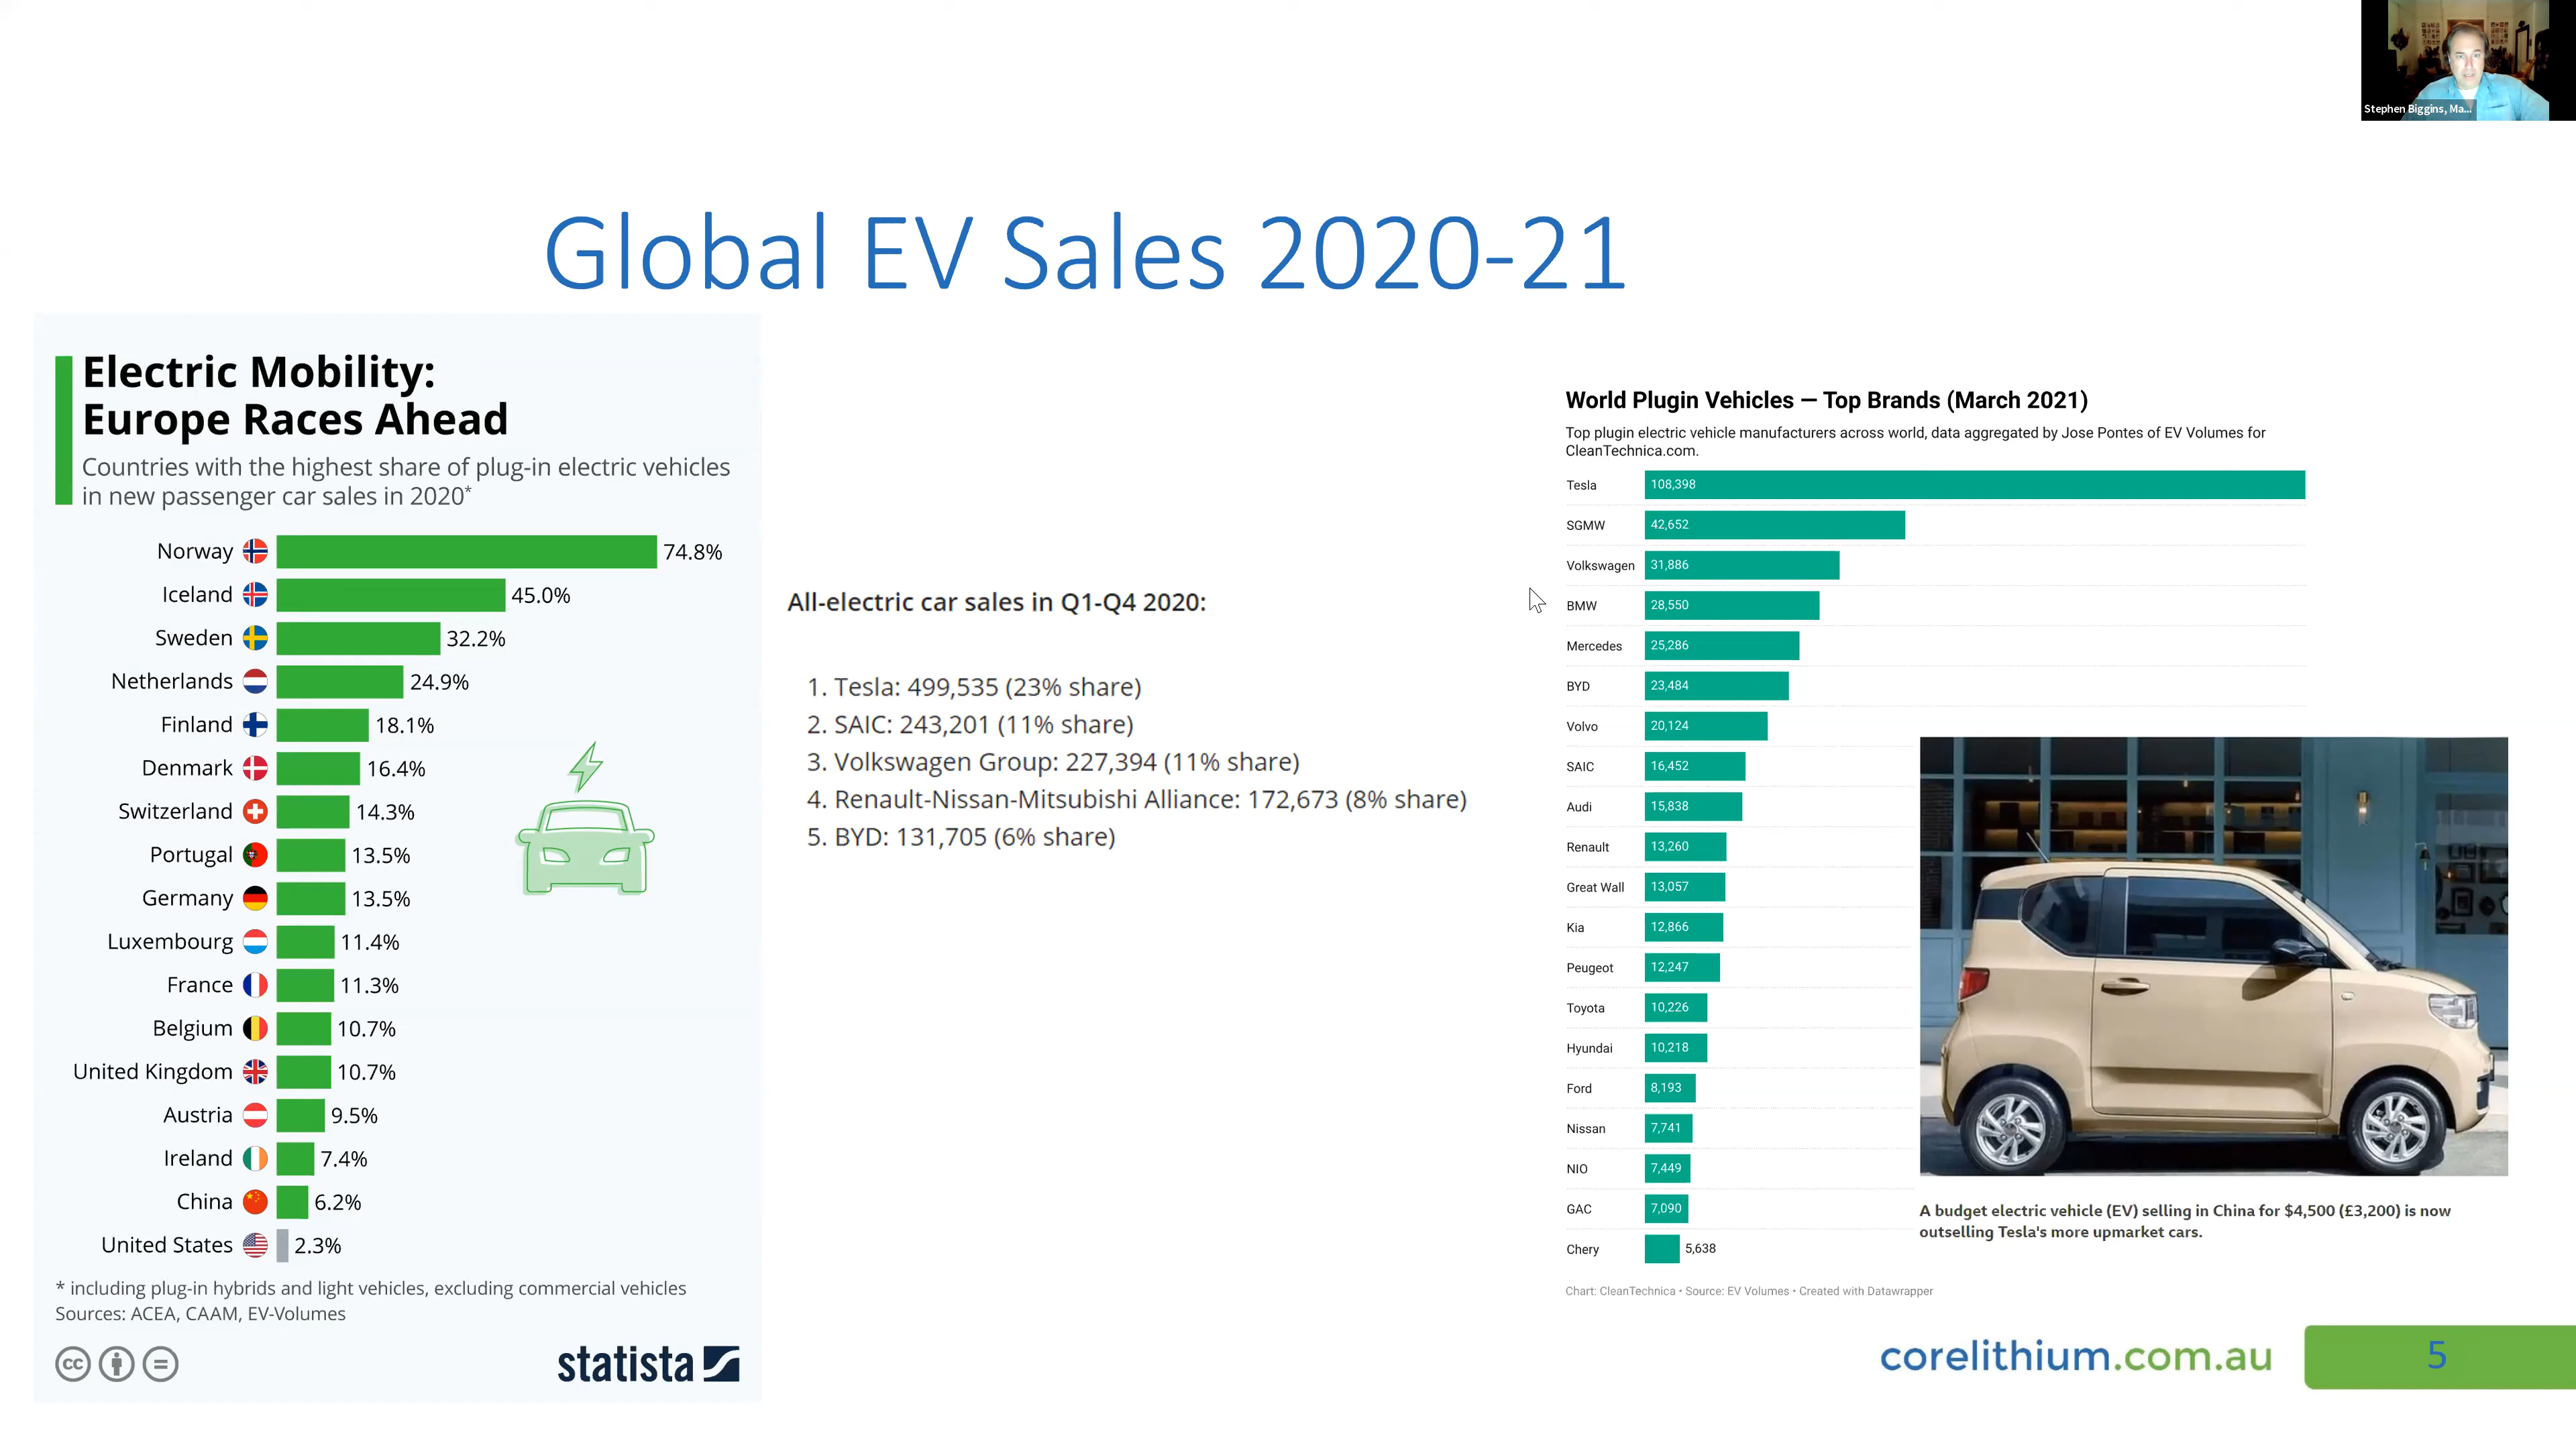 Stephen Biggins, Ma...
Global EV Sales 2020-21
Electric Mobility:
Europe Races Ahead
Countries with the highest share of plug-in electric vehicles
in new passenger car sales in 2020*
Norway 74.8%
Iceland 45.0%
Sweden 32.2%
Netherlands 24.9%
Finland 18.1%
Denmark 16.4%
Switzerland 14.3%
Portugal 13.5%
Germany 13.5%
Luxembourg 11.4%
France 11.3%
Belgium 10.7%
United Kingdom 10.7%
Austria 9.5%
Ireland 7.4%
China 6.2%
United States 2.3%
* including plug-in hybrids and light vehicles, excluding commercial vehicles
Sources: ACEA, CAAM, EV-Volumes
cc
=
statista
All-electric car sales in Q1-Q4 2020:
1. Tesla: 499,535 (23% share)
2. SAIC: 243,201 (11% share)
3. Volkswagen Group: 227,394 (11% share)
4. Renault-Nissan-Mitsubishi Alliance: 172,673 (8% share)
5. BYD: 131,705 (6% share)
World Plugin Vehicles — Top Brands (March 2021)
Top plugin electric vehicle manufacturers across world, data aggregated by Jose Pontes of EV Volumes for
CleanTechnica.com.
Tesla 108,398
SGMW 42,652
Volkswagen 31,886
BMW 28,550
Mercedes 25,286
BYD 23,484
Volvo 20,124
SAIC 16,452
Audi 15,838
Renault 13,260
Great Wall 13,057
Kia 12,866
Peugeot 12,247
Toyota 10,226
Hyundai 10,218
Ford 8,193
Nissan 7,741
NIO 7,449
GAC 7,090
Chery 5,638
Chart: CleanTechnica • Source: EV Volumes • Created with Datawrapper
A budget electric vehicle (EV) selling in China for $4,500 (£3,200) is now
outselling Tesla's more upmarket cars.
corelithium.com.au
5